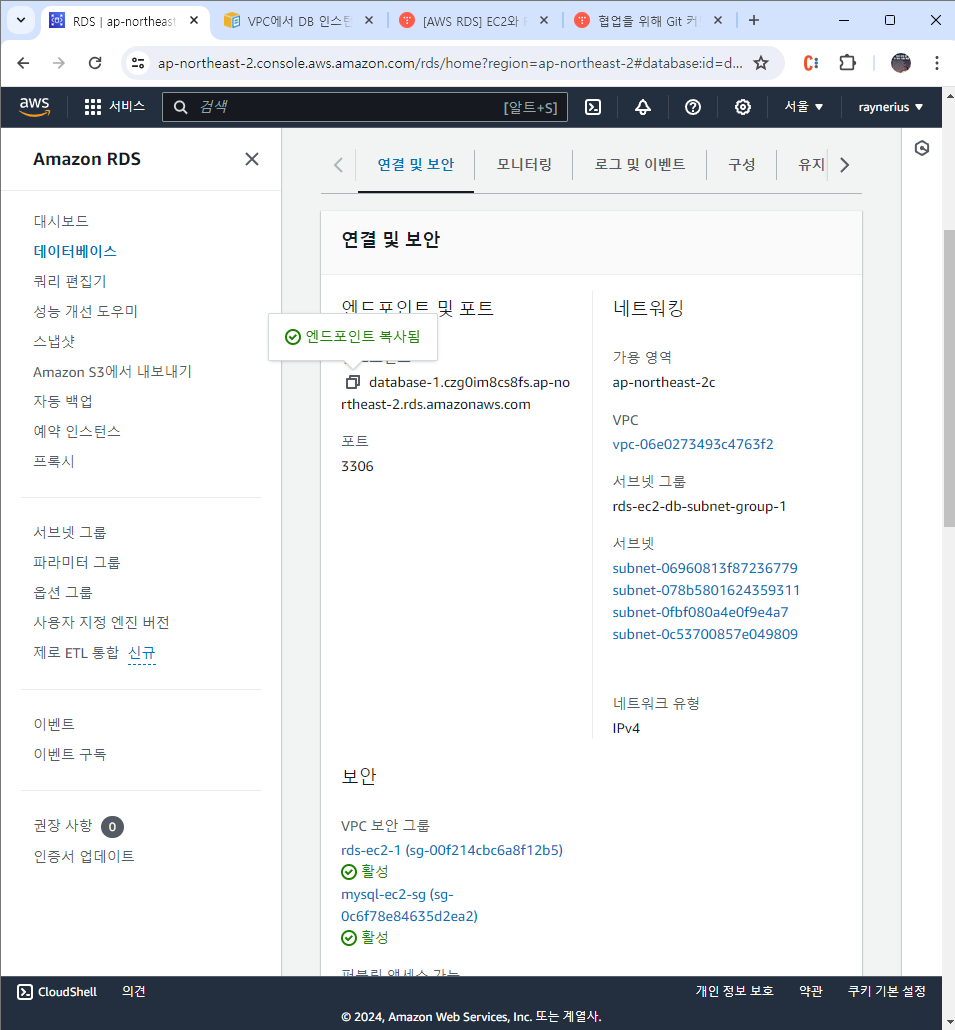 RDS | ap-northeast
VPC에서 DB 인스턴
[AWS RDS] EC2와
협업을 위해 Git 커
ap-northeast-2.console.aws.amazon.com/rds/home?region=ap-northeast-2#database:id=d...
aws
서비스
검색
[알트+S]
서울
raynerius
Amazon RDS
대시보드
데이터베이스
쿼리 편집기
성능 개선 도우미
스냅샷
Amazon S3에서 내보내기
자동 백업
예약 인스턴스
프록시
서브넷 그룹
파라미터 그룹
옵션 그룹
사용자 지정 엔진 버전
제로 ETL 통합 신규
이벤트
이벤트 구독
권장 사항 0
인증서 업데이트
연결 및 보안
모니터링
로그 및 이벤트
구성
유지
연결 및 보안
엔드포인트 및 포트
엔드포인트 복사됨
database-1.czg0im8cs8fs.ap-no
rtheast-2.rds.amazonaws.com
포트
3306
네트워킹
가용 영역
ap-northeast-2c
VPC
vpc-06e0273493c4763f2
서브넷 그룹
rds-ec2-db-subnet-group-1
서브넷
subnet-06960813f87236779
subnet-078b5801624359311
subnet-0fbf080a4e0f9e4a7
subnet-0c53700857e049809
네트워크 유형
IPv4
보안
VPC 보안 그룹
rds-ec2-1 (sg-00f214cbc6a8f12b5)
활성
mysql-ec2-sg (sg-
0c6f78e84635d2ea2)
활성
퍼블릭 액세스 가능
CloudShell
의견
개인 정보 보호
약관
쿠키 기본 설정
© 2024, Amazon Web Services, Inc. 또는 계열사.